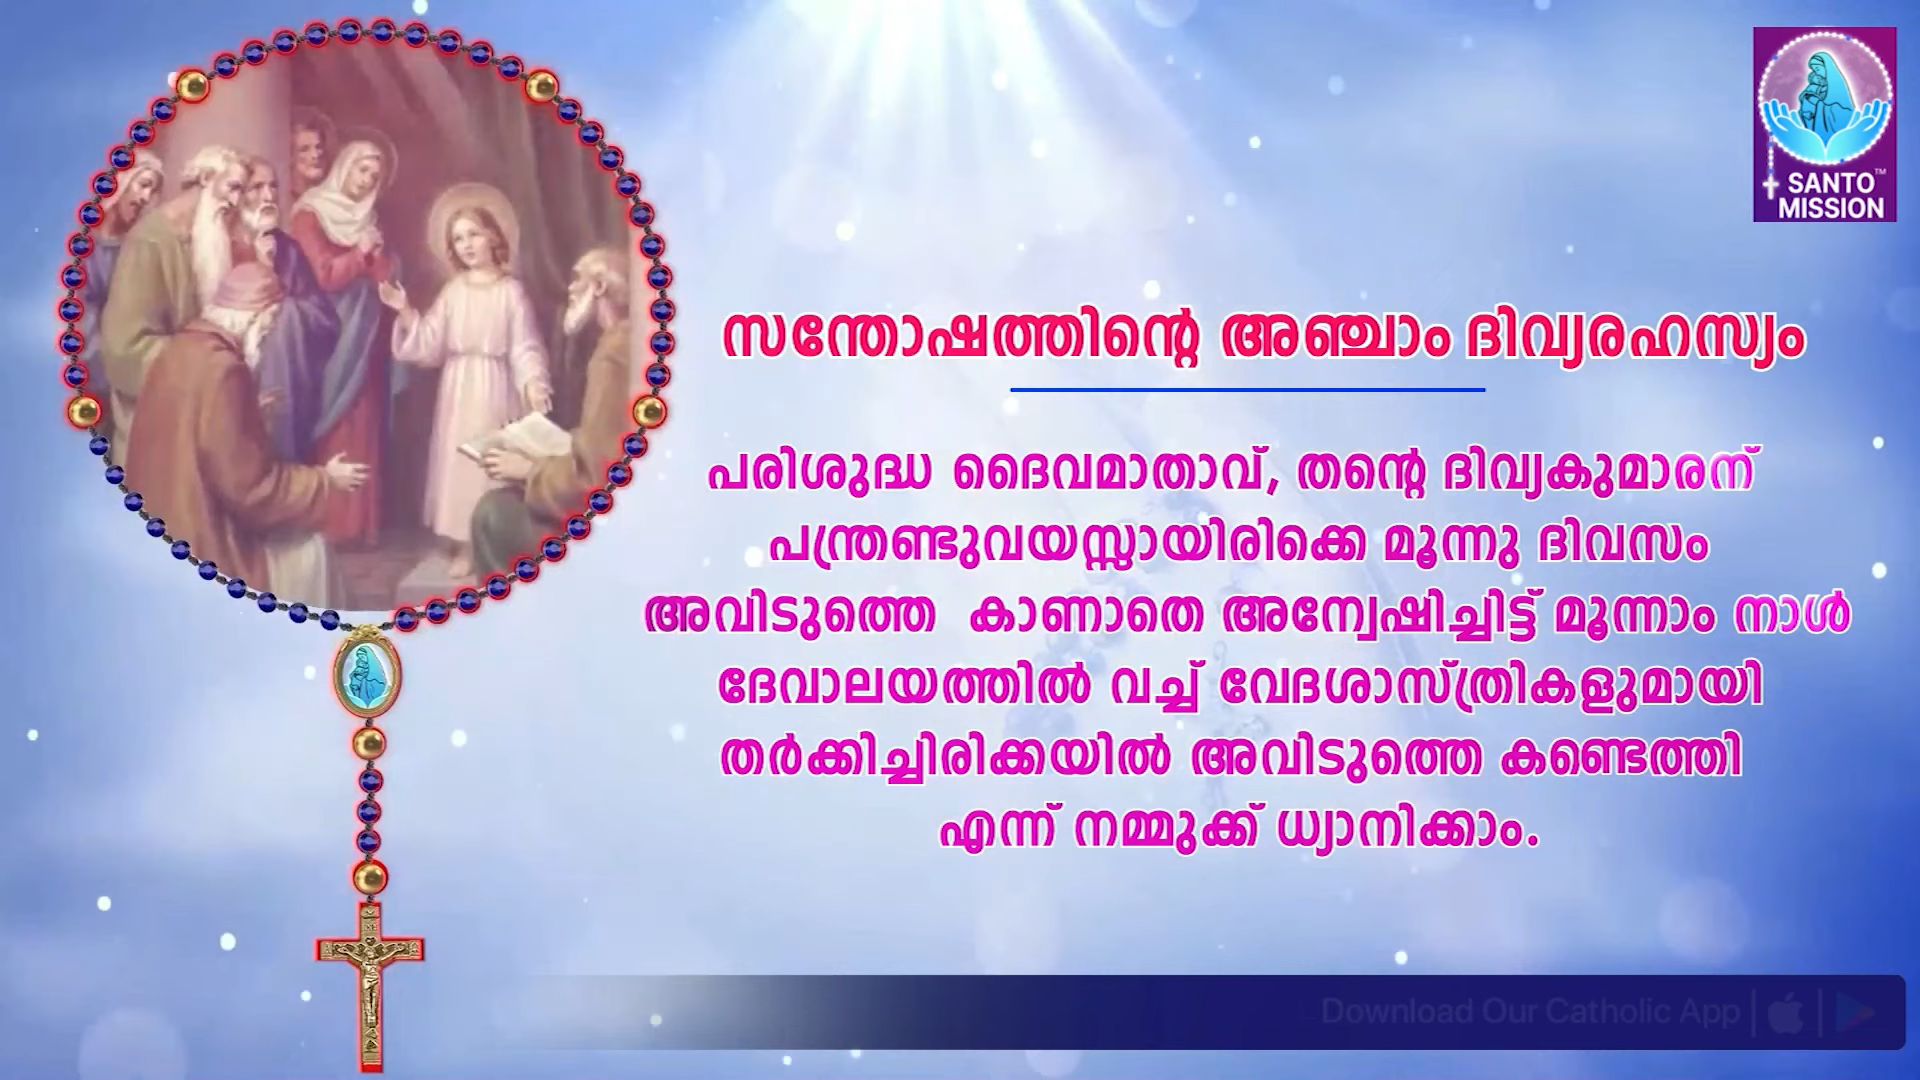 SANTO™
MISSION
സന്തോഷത്തിന്റെ അഞ്ചാം ദിവ്യരഹസ്യം
പരിശുദ്ധ ദൈവമാതാവ്, തന്റെ ദിവ്യകുമാരന്
പന്ത്രണ്ടുവയസ്സായിരിക്കെ മൂന്നു ദിവസം
അവിടുത്തെ കാണാതെ അന്വേഷിച്ചിട്ട് മൂന്നാം നാൾ
ദേവാലയത്തിൽ വച്ച് വേദശാസ്ത്രികളുമായി
തർക്കിച്ചിരിക്കയിൽ അവിടുത്തെ കണ്ടെത്തി
എന്ന് നമ്മുക്ക് ധ്യാനിക്കാം.
Download Our Catholic App